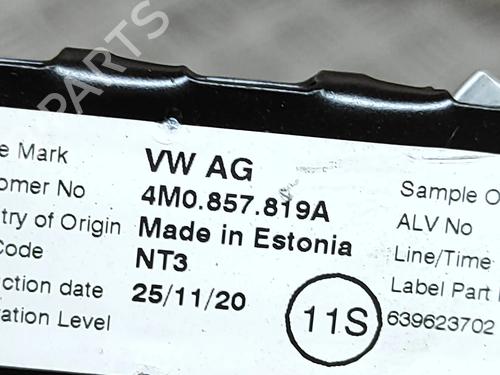 PARTS
e Mark VW AG
omer No 4M0.857.819A Sample O
try of Origin Made in Estonia ALV No
Code NT3 Line/Time
ction date 25/11/20 Label Part
ration Level 11S 639623702